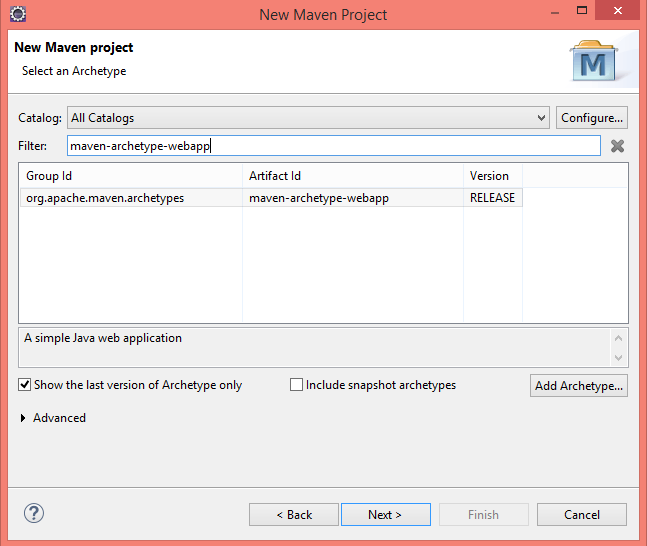 New Maven Project
New Maven project
Select an Archetype
M
Catalog: All Catalogs Configure...
Filter: maven-archetype-webapp
Group Id Artifact Id Version
org.apache.maven.archetypes maven-archetype-webapp RELEASE
A simple Java web application
Show the last version of Archetype only Include snapshot archetypes Add Archetype...
Advanced
? < Back Next > Finish Cancel